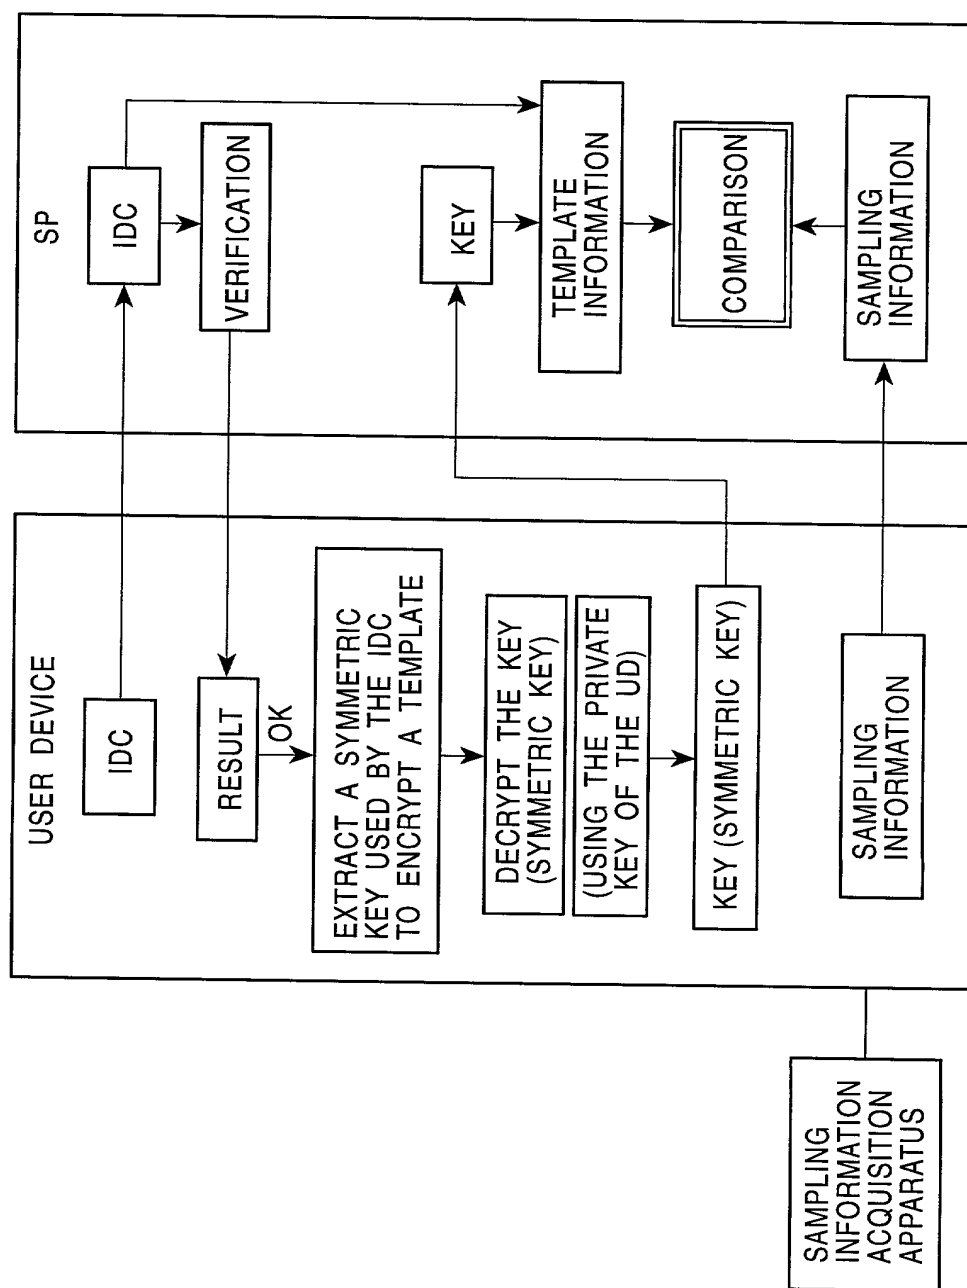 USER DEVICE
SP
IDC
IDC
VERIFICATION
RESULT
OK
EXTRACT A SYMMETRIC
KEY USED BY THE IDC
TO ENCRYPT A TEMPLATE
DECRYPT THE KEY
(SYMMETRIC KEY)
(USING THE PRIVATE
KEY OF THE UD)
KEY (SYMMETRIC KEY)
KEY
TEMPLATE
INFORMATION
COMPARISON
SAMPLING
INFORMATION
ACQUISITION
APPARATUS
SAMPLING
INFORMATION
SAMPLING
INFORMATION